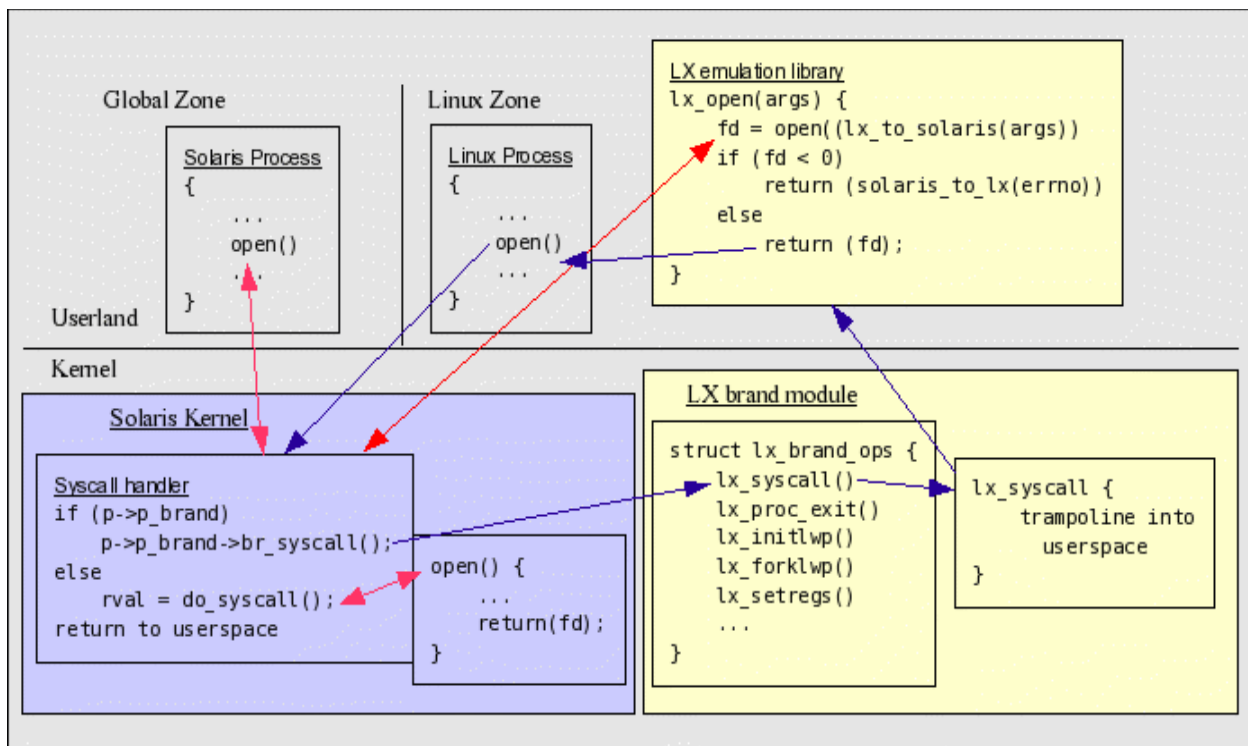 Global Zone
Solaris Process
{
...
open()
...
}
Linux Zone
Linux Process
{
...
open()
...
}
LX emulation library
lx_open(args) {
fd = open((lx_to_solaris(args))
if (fd < 0)
return (solaris_to_lx(errno))
else
return (fd);
}
Userland
Kernel
Solaris Kernel
Syscall handler
if (p->p_brand)
p->p_brand->br_syscall();
else
rval = do_syscall();
return to userspace
open() {
...
return(fd);
}
LX brand module
struct lx_brand_ops {
lx_syscall()
lx_proc_exit()
lx_initlwp()
lx_forklwp()
lx_setregs()
...
}
lx_syscall {
trampoline into
userspace
}